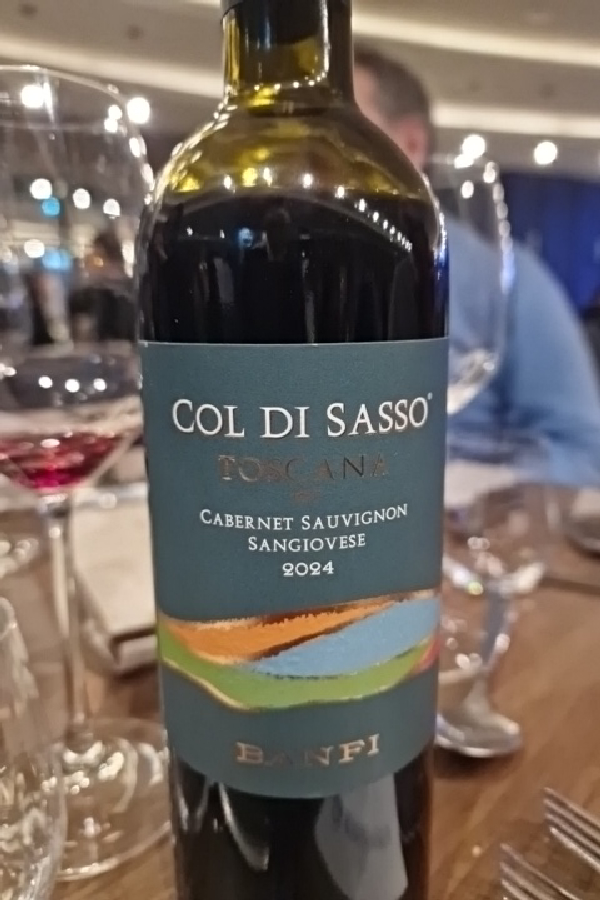 COL DI SASSO®
TOSCANA
CABERNET SAUVIGNON
SANGIOVESE
2024
BANFI